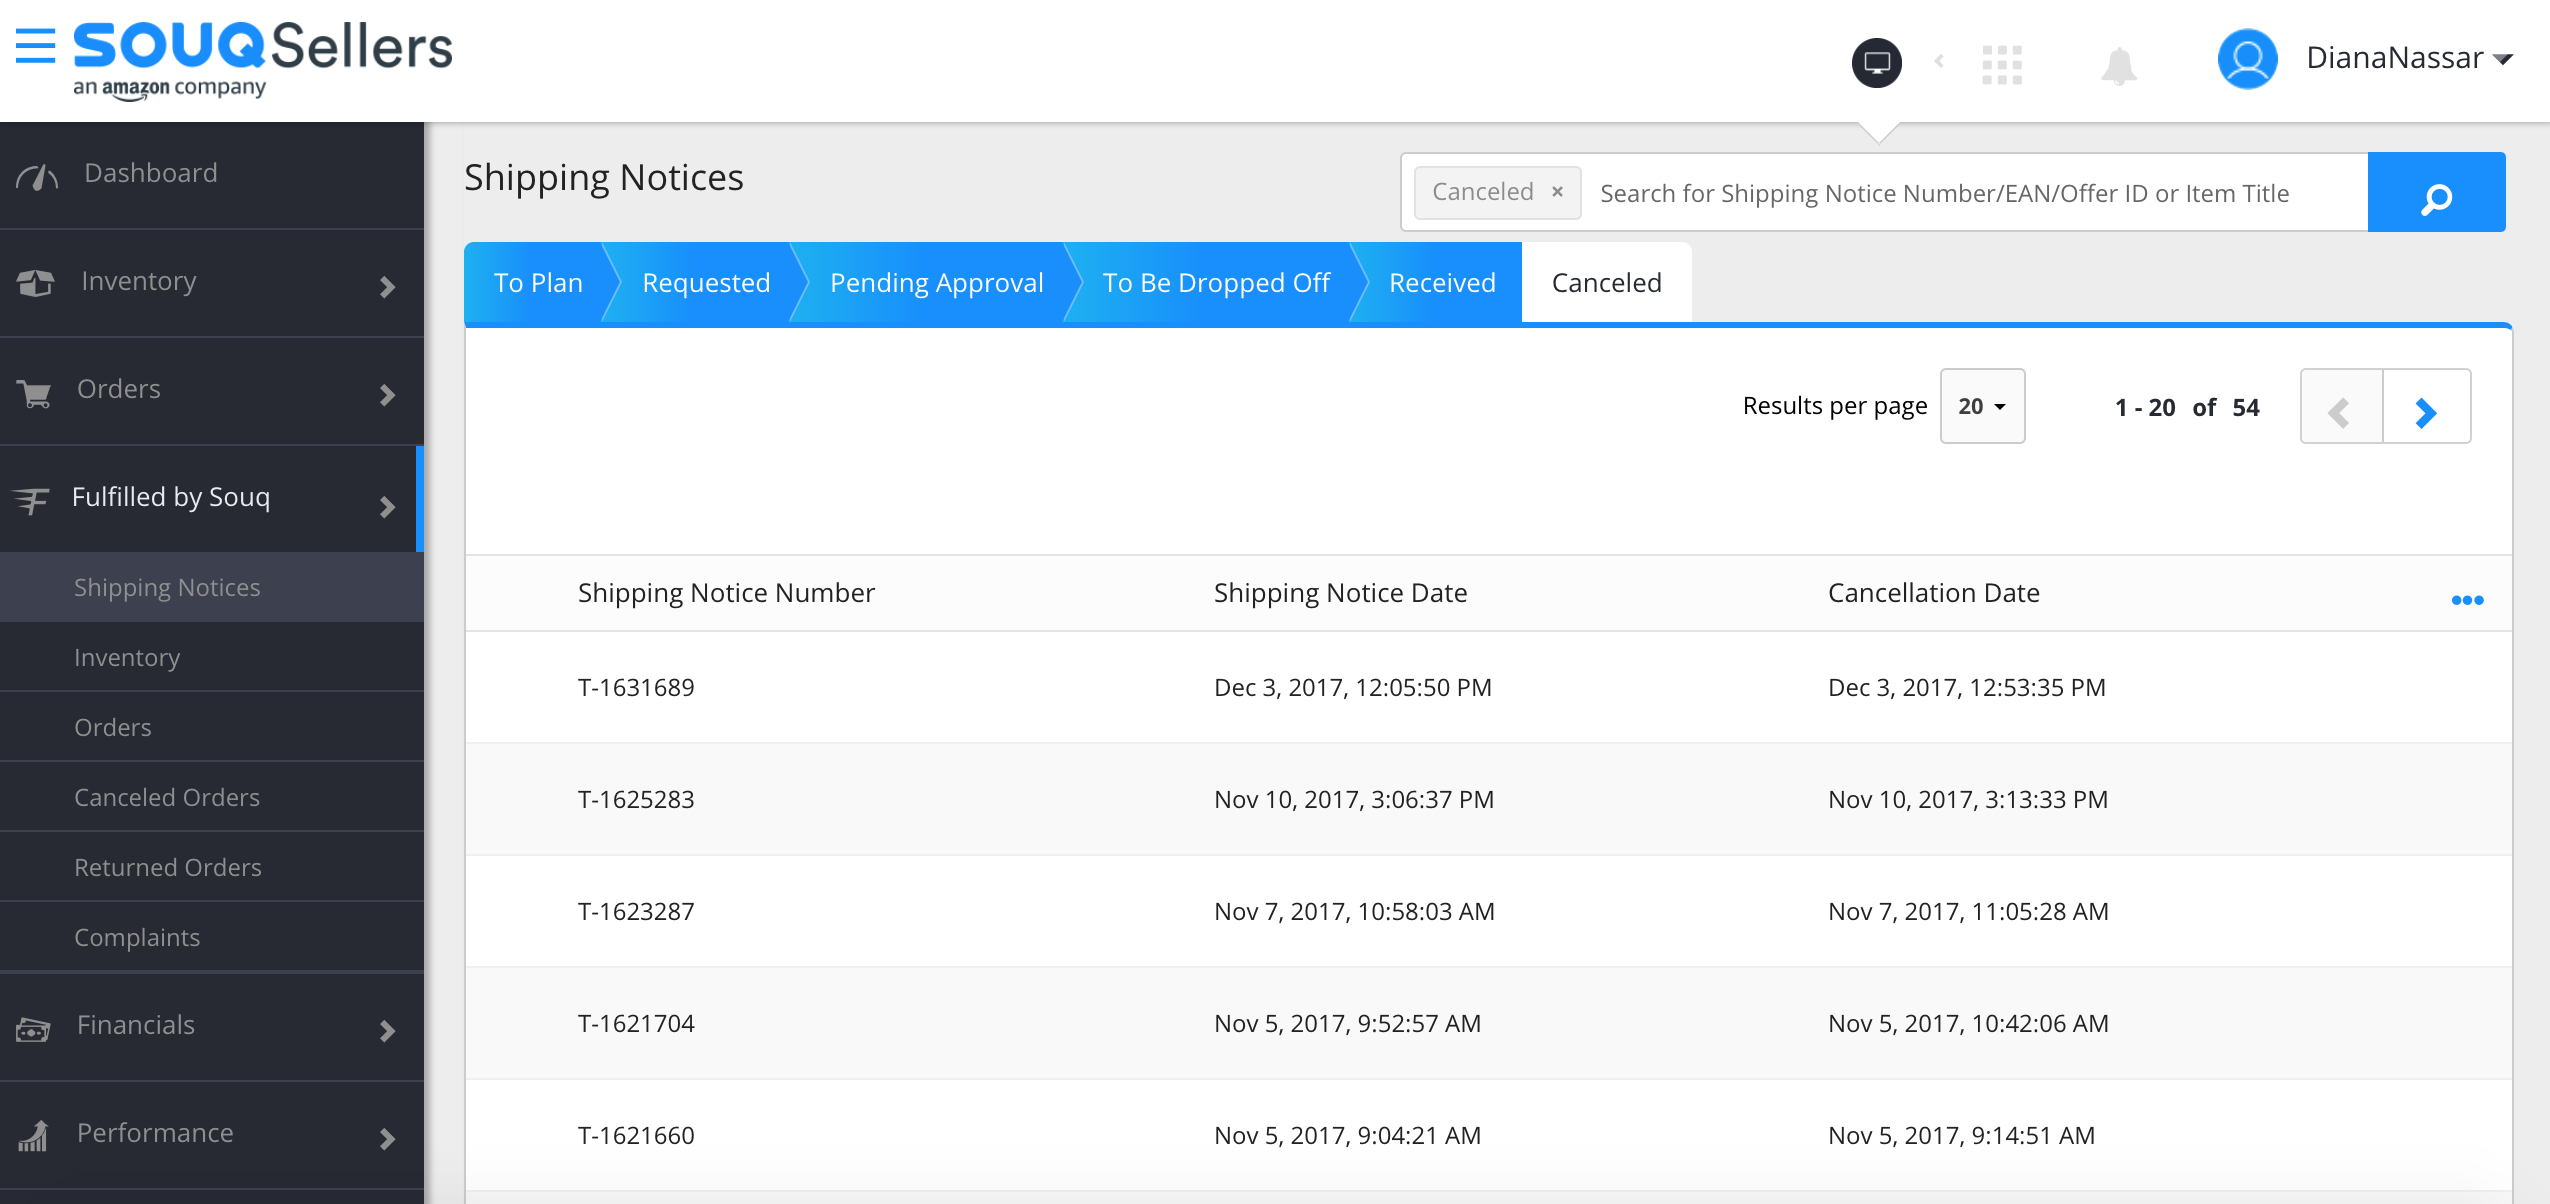 SOUQ Sellers
an amazon company
DianaNassar
Dashboard
Inventory
Orders
Fulfilled by Souq
Shipping Notices
Inventory
Orders
Canceled Orders
Returned Orders
Complaints
Financials
Performance
Shipping Notices
Canceled × Search for Shipping Notice Number/EAN/Offer ID or Item Title
To Plan Requested Pending Approval To Be Dropped Off Received Canceled
Results per page 20 1 - 20 of 54
Shipping Notice Number Shipping Notice Date Cancellation Date
T-1631689 Dec 3, 2017, 12:05:50 PM Dec 3, 2017, 12:53:35 PM
T-1625283 Nov 10, 2017, 3:06:37 PM Nov 10, 2017, 3:13:33 PM
T-1623287 Nov 7, 2017, 10:58:03 AM Nov 7, 2017, 11:05:28 AM
T-1621704 Nov 5, 2017, 9:52:57 AM Nov 5, 2017, 10:42:06 AM
T-1621660 Nov 5, 2017, 9:04:21 AM Nov 5, 2017, 9:14:51 AM